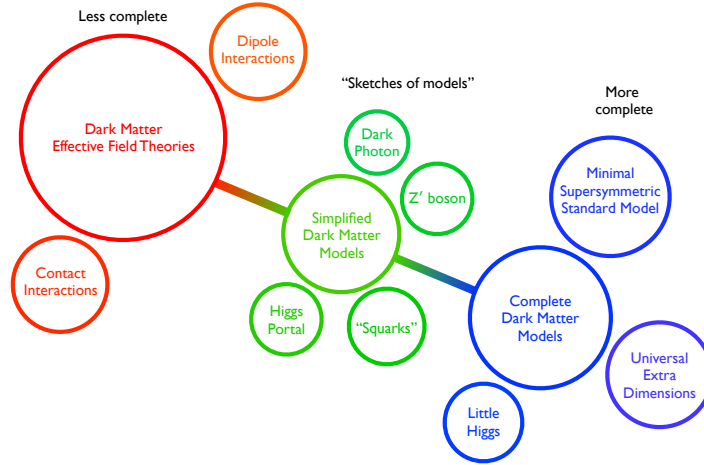 Less complete
Dipole
Interactions
Dark Matter
Effective Field Theories
Contact
Interactions
“Sketches of models”
Dark
Photon
Z′ boson
Simplified
Dark Matter
Models
Higgs
Portal
“Squarks”
More
complete
Minimal
Supersymmetric
Standard Model
Complete
Dark Matter
Models
Universal
Extra
Dimensions
Little
Higgs